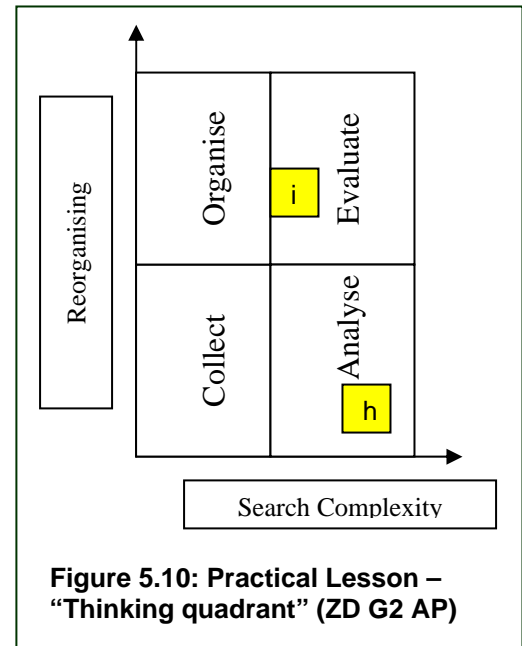 Reorganising
Organise
i
Evaluate
Collect
Analyse
h
Search Complexity
Figure 5.10: Practical Lesson –
“Thinking quadrant” (ZD G2 AP)